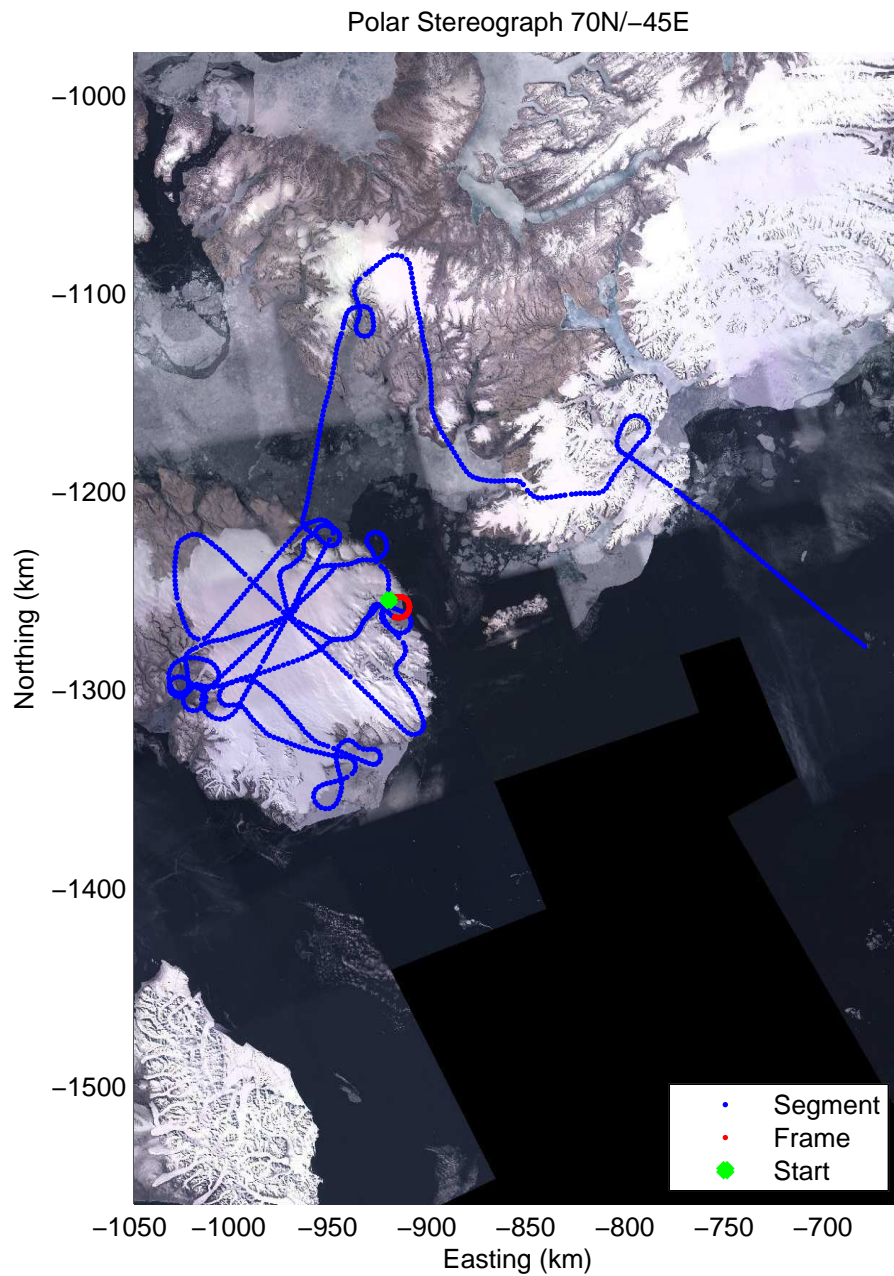 Polar Stereograph 70N/−45E
−1000
−1100
−1200
−1300
−1400
−1500
Northing (km)
Segment
Frame
Start
−1050 −1000 −950 −900 −850 −800 −750 −700
Easting (km)